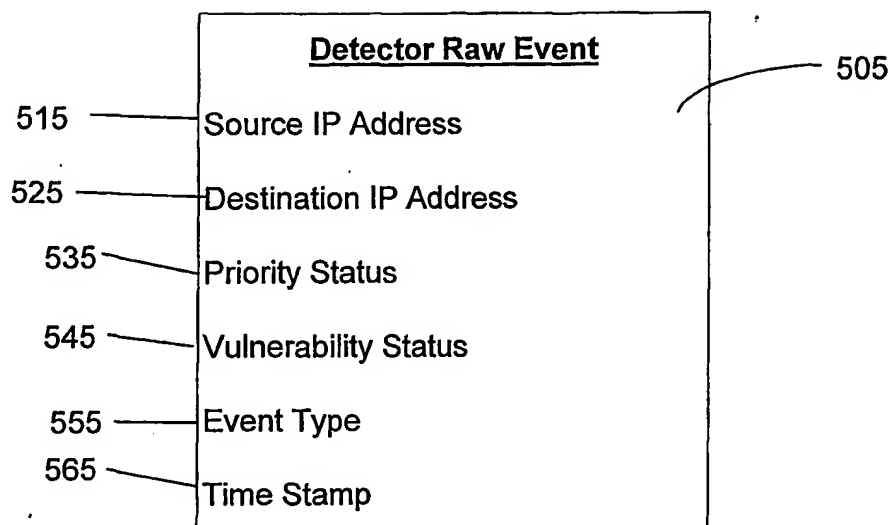 Detector Raw Event
505
515 Source IP Address
525 Destination IP Address
535 Priority Status
545 Vulnerability Status
555 Event Type
565 Time Stamp